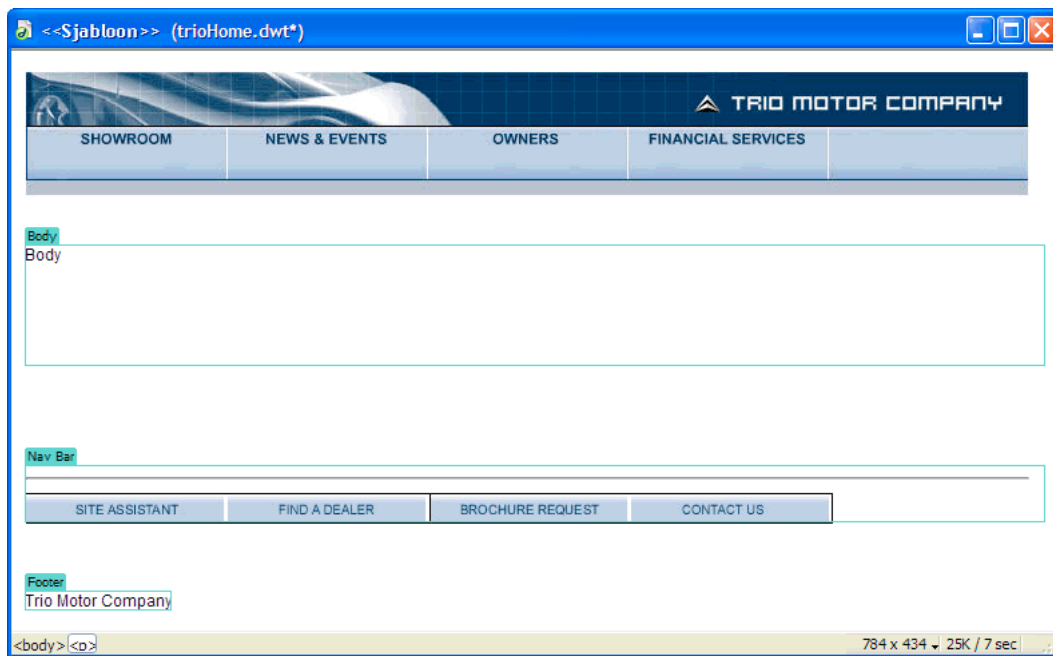 <<Sjabloon>> (trioHome.dwt*)
TRIO MOTOR COMPANY
SHOWROOM NEWS & EVENTS OWNERS FINANCIAL SERVICES
Body
Body
Nav Bar
SITE ASSISTANT FIND A DEALER BROCHURE REQUEST CONTACT US
Footer
Trio Motor Company
<body> <p> 784 x 434 25K / 7 sec